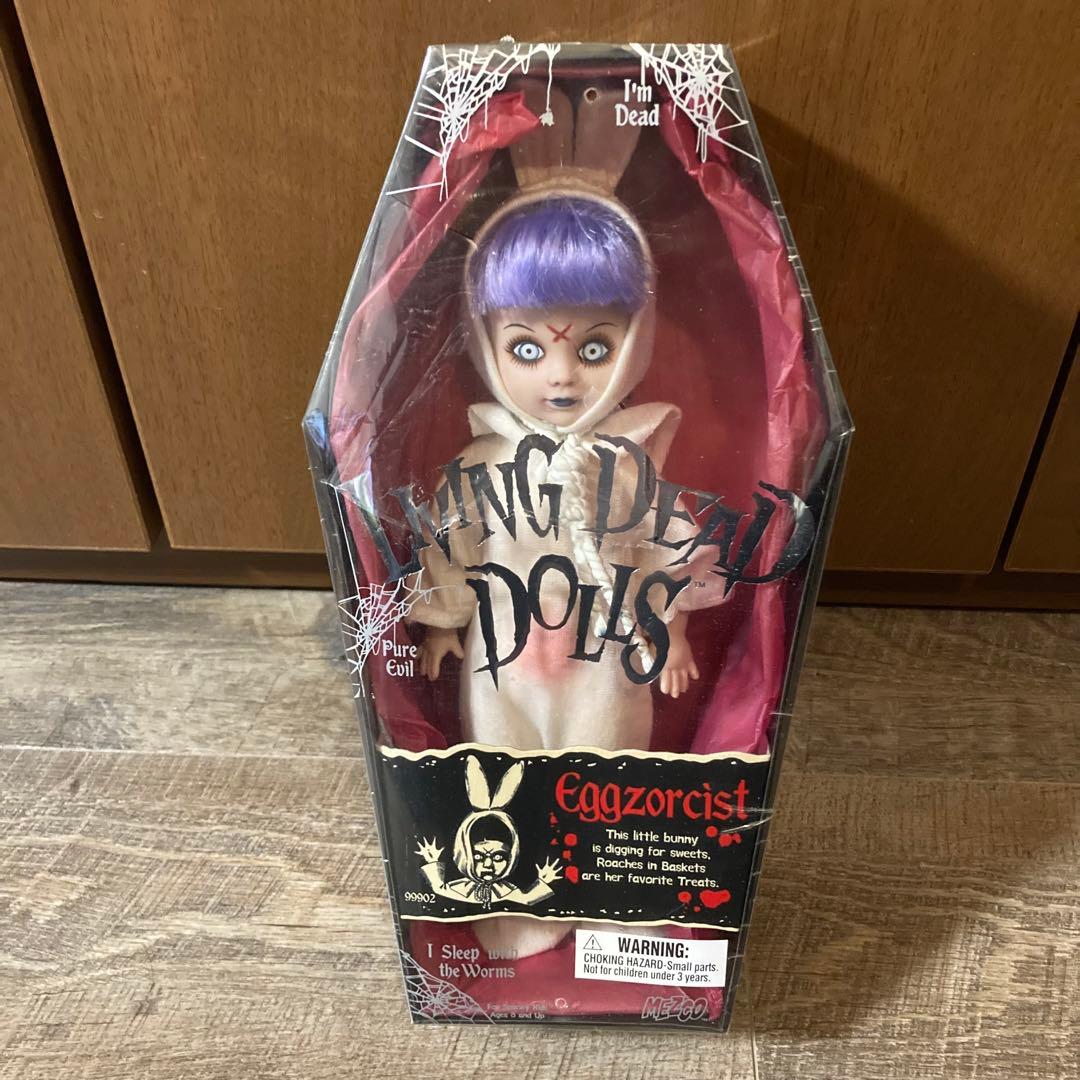 I'm
Dead
LIVING DEAD
DOLLS™
Pure
Evil
Eggzorcist
This little bunny
is digging for sweets,
Roaches in Baskets
are her favorite Treats.
99902
I Sleep with
the Worms
WARNING:
CHOKING HAZARD-Small parts.
Not for children under 3 years.
Ages 8 and Up
MEZCO